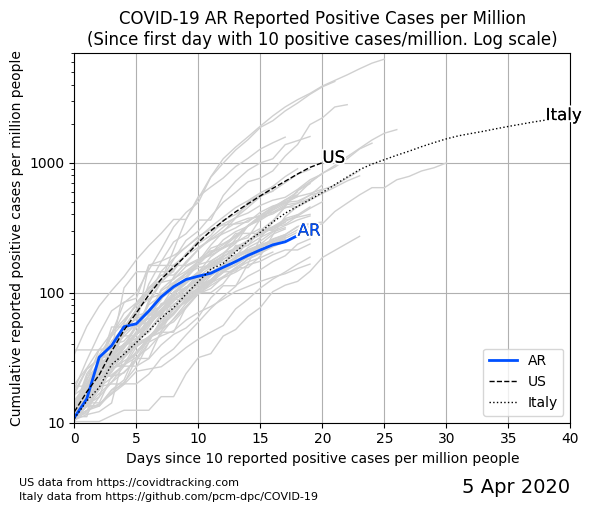 COVID-19 AR Reported Positive Cases per Million
(Since first day with 10 positive cases/million. Log scale)
Cumulative reported positive cases per million people
1000
100
10
Italy
US
AR
AR
US
Italy
0 5 10 15 20 25 30 35 40
Days since 10 reported positive cases per million people
US data from https://covidtracking.com
Italy data from https://github.com/pcm-dpc/COVID-19
5 Apr 2020